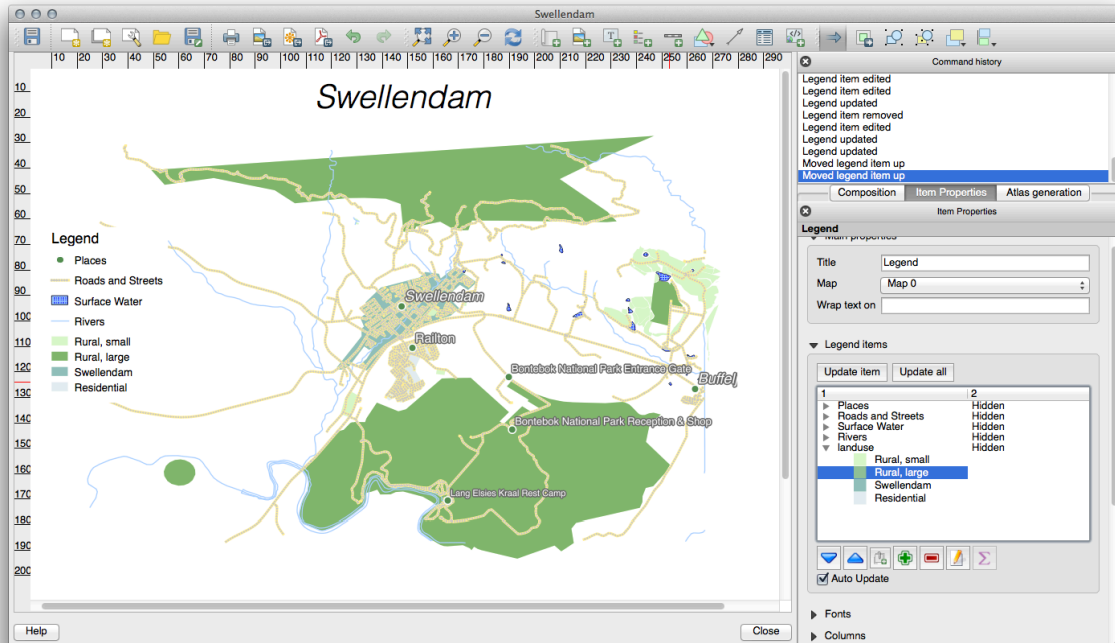 Swellendam
10 20 30 40 50 60 70 80 90 100 110 120 130 140 150 160 170 180 190 200 210 220 230 240 250 260 270 280 290
Command history
Legend item edited
Legend item edited
Legend updated
Legend item removed
Legend item edited
Legend updated
Legend updated
Moved legend item up
Moved legend item up
Composition Item Properties Atlas generation
Item Properties
Legend
Main properties
Title Legend
Map Map 0
Wrap text on
Legend items
Update item Update all
1 2
Places Hidden
Roads and Streets Hidden
Surface Water Hidden
Rivers Hidden
landuse Hidden
Rural, small
Rural, large
Swellendam
Residential
Auto Update
Fonts
Columns
10
20
30
40
50
60
70
80
90
100
110
120
130
140
150
160
170
180
190
200
Swellendam
Legend
Places
Roads and Streets
Surface Water
Rivers
Rural, small
Rural, large
Swellendam
Residential
Swellendam
Railton
Bontebok National Park Entrance Gate
Buffelj
Bontebok National Park Reception & Shop
Lang Elsies Kraal Rest Camp
Help Close